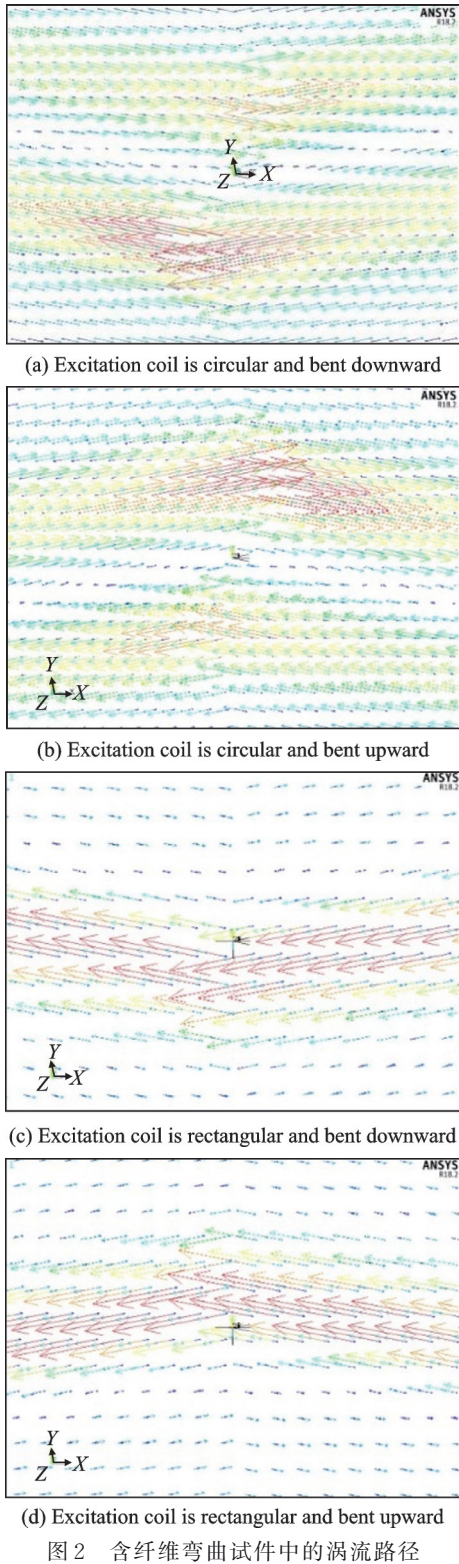 ANSYS
R18.2
Y
Z X
(a) Excitation coil is circular and bent downward
ANSYS
R18.2
Y
Z X
(b) Excitation coil is circular and bent upward
ANSYS
R18.2
Y
Z X
(c) Excitation coil is rectangular and bent downward
ANSYS
R18.2
Y
Z X
(d) Excitation coil is rectangular and bent upward
图2 含纤维弯曲试件中的涡流路径